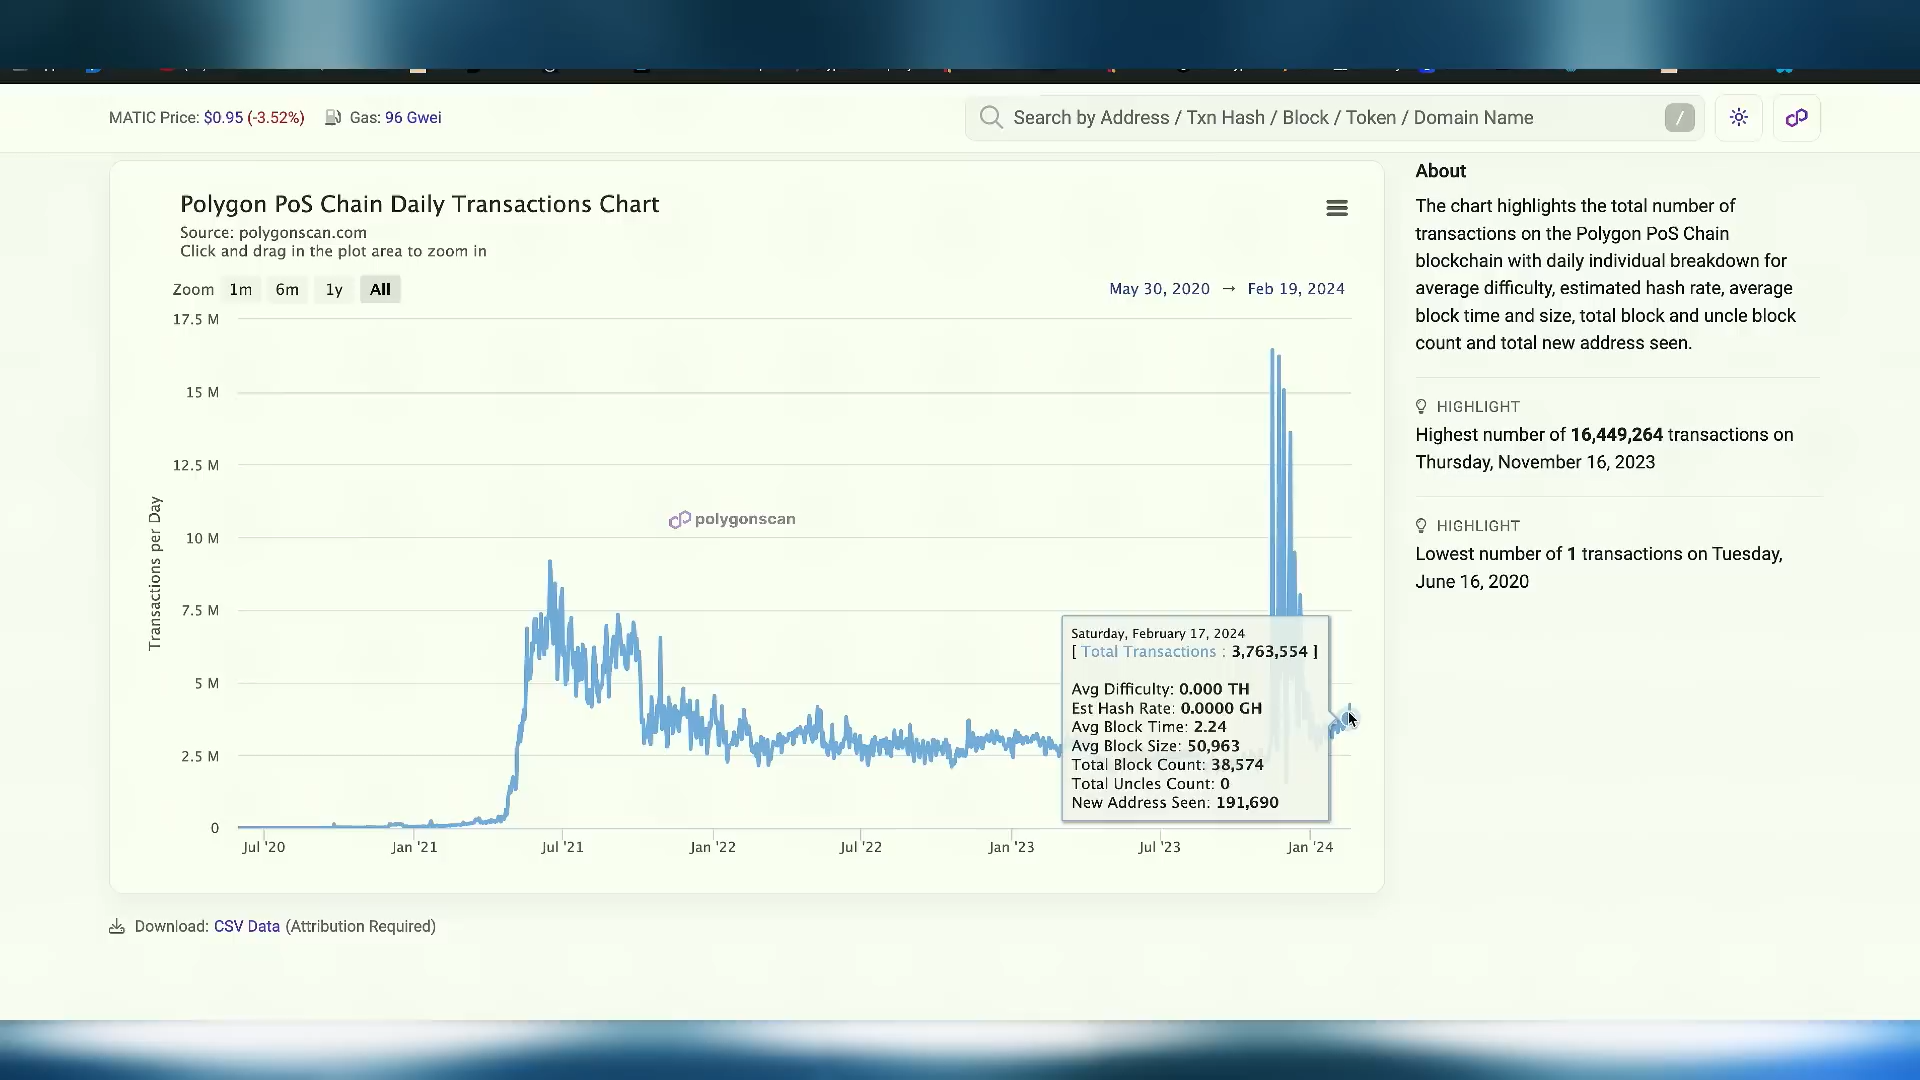 MATIC Price: $0.95 (-3.52%) Gas: 96 Gwei
Search by Address / Txn Hash / Block / Token / Domain Name
/
Polygon PoS Chain Daily Transactions Chart
Source: polygonscan.com
Click and drag in the plot area to zoom in
Zoom 1m 6m 1y All
May 30, 2020 → Feb 19, 2024
17.5 M
15 M
12.5 M
10 M
7.5 M
5 M
2.5 M
0
Transactions per Day
polygonscan
Saturday, February 17, 2024
[ Total Transactions : 3,763,554 ]
Avg Difficulty: 0.000 TH
Est Hash Rate: 0.0000 GH
Avg Block Time: 2.24
Avg Block Size: 50,963
Total Block Count: 38,574
Total Uncles Count: 0
New Address Seen: 191,690
Jul '20 Jan '21 Jul '21 Jan '22 Jul '22 Jan '23 Jul '23 Jan '24
Download: CSV Data (Attribution Required)
About
The chart highlights the total number of
transactions on the Polygon PoS Chain
blockchain with daily individual breakdown for
average difficulty, estimated hash rate, average
block time and size, total block and uncle block
count and total new address seen.
HIGHLIGHT
Highest number of 16,449,264 transactions on
Thursday, November 16, 2023
HIGHLIGHT
Lowest number of 1 transactions on Tuesday,
June 16, 2020